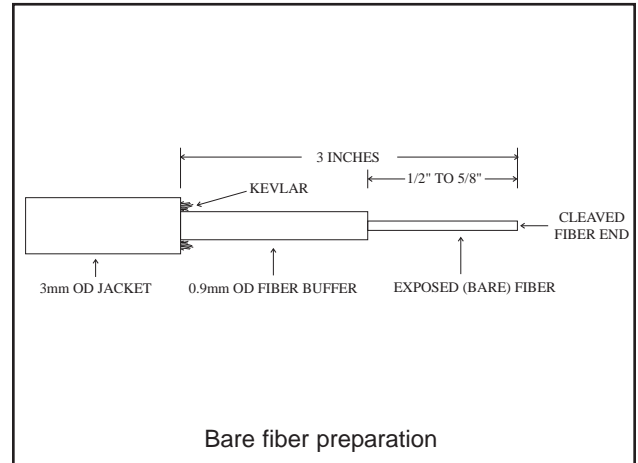 3 INCHES
1/2" TO 5/8"
KEVLAR
CLEAVED
FIBER END
3mm OD JACKET
0.9mm OD FIBER BUFFER
EXPOSED (BARE) FIBER
Bare fiber preparation